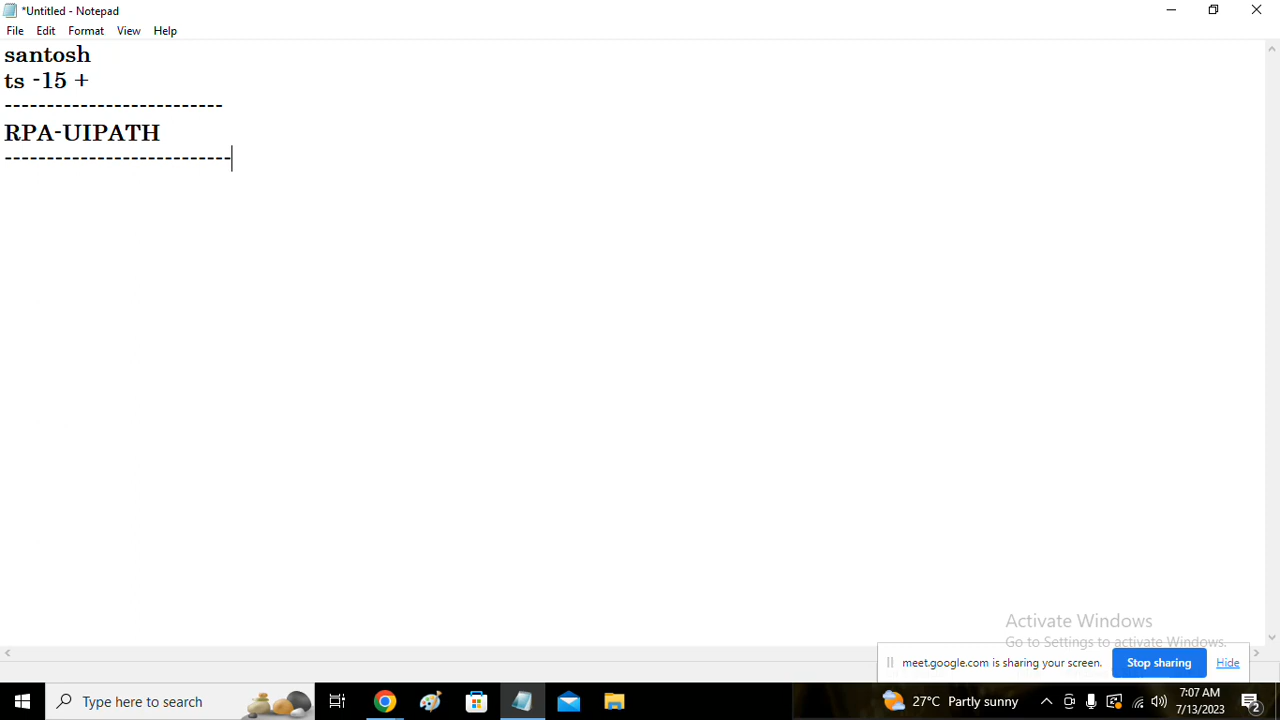 *Untitled - Notepad
File Edit Format View Help
santosh
ts -15 +
--------------------------
RPA-UIPATH
---------------------------
Activate Windows
Go to Settings to activate Windows.
meet.google.com is sharing your screen. Stop sharing Hide
Type here to search
27°C Partly sunny
7:07 AM
7/13/2023
2